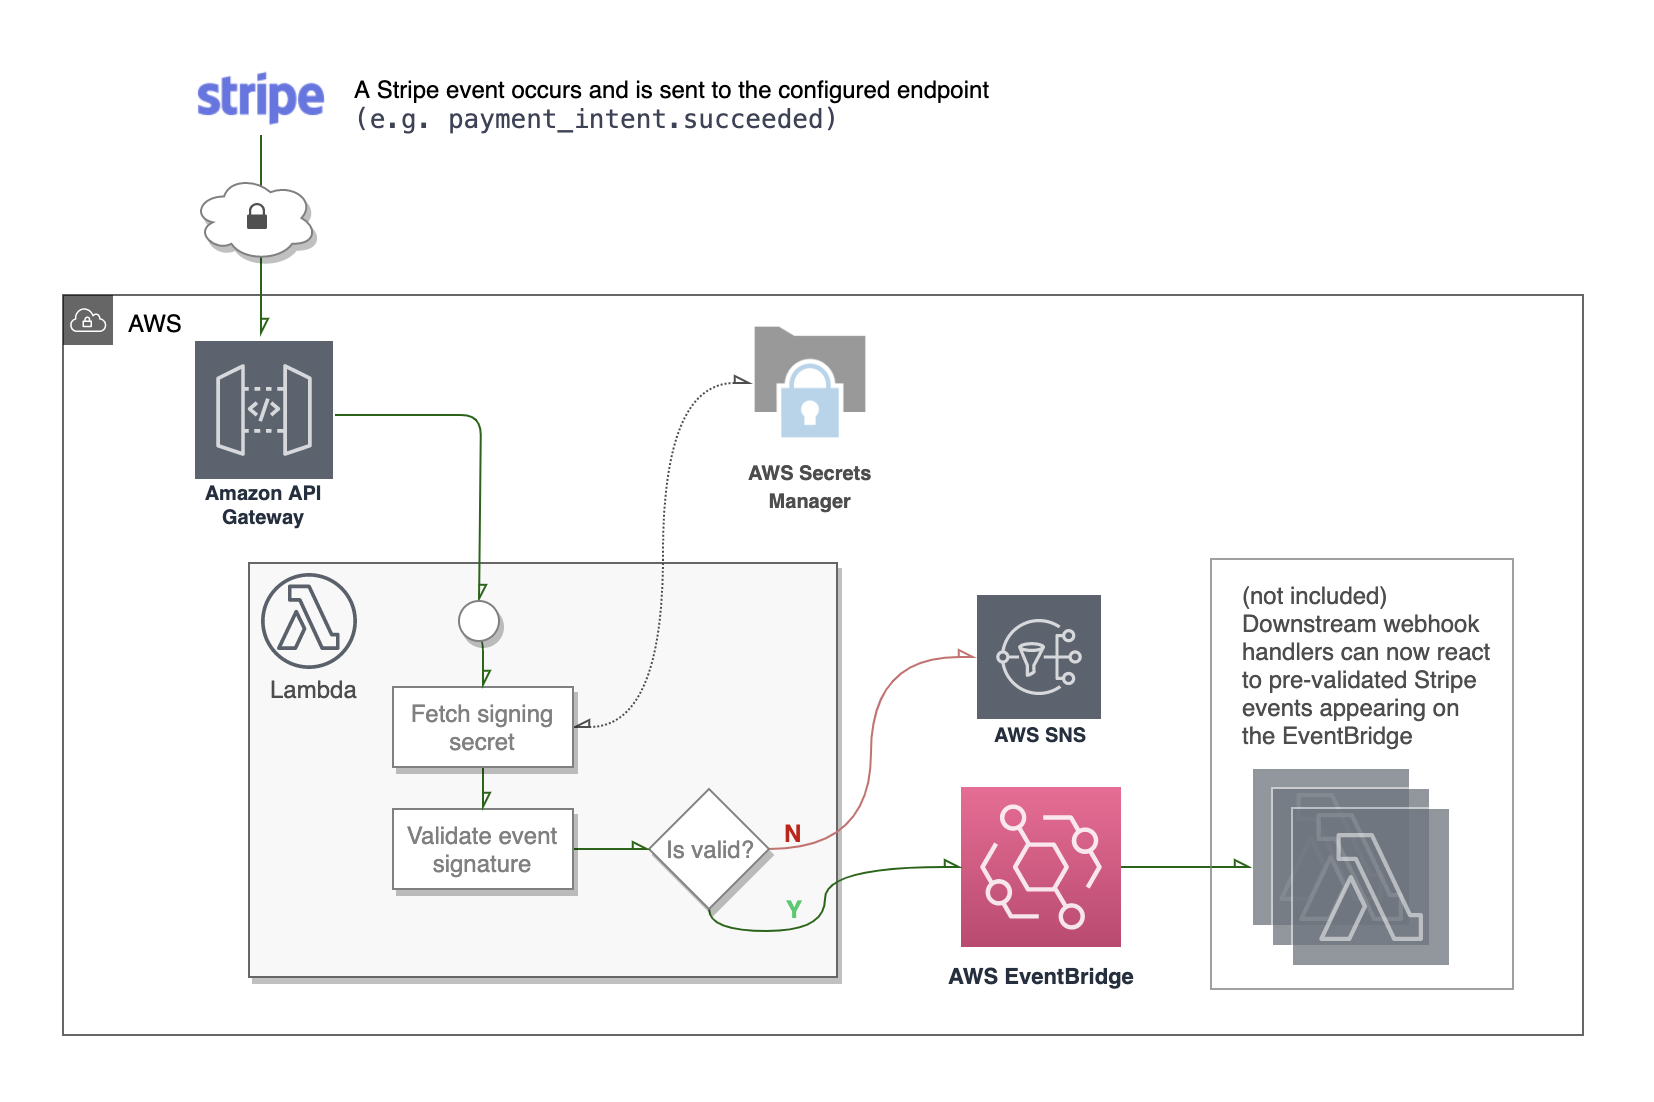 stripe
A Stripe event occurs and is sent to the configured endpoint
(e.g. payment_intent.succeeded)
AWS
</>
Amazon API
Gateway
AWS Secrets
Manager
Lambda
Fetch signing
secret
Validate event
signature
Is valid?
N
Y
AWS SNS
AWS EventBridge
(not included)
Downstream webhook
handlers can now react
to pre-validated Stripe
events appearing on
the EventBridge